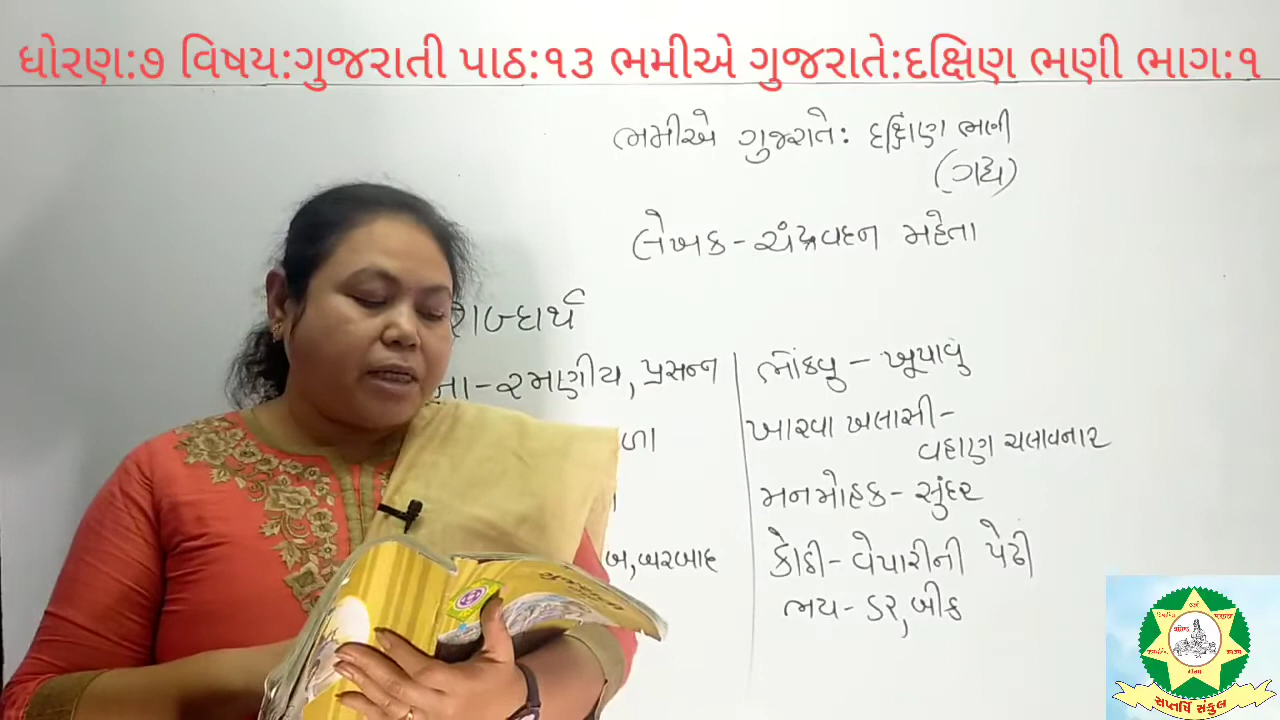 ધોરણ:૭ વિષય:ગુજરાતી પાઠ:૧૩ ભમીએ ગુજરાતે:દક્ષિણ ભણી ભાગ:૧
ભમીએ ગુજરાતે: દક્ષિણ ભણી
(ગદ્ય)
લેખક - ચંદ્રવદન મહેતા
શબ્દાર્થ
રમણીય, પ્રસન્ન
બરબાદ
ભોંકવું - ખૂપાવું
ખારવા ખલાસી -
વહાણ ચલાવનાર
મનમોહક - સુંદર
કોઠી - વેપારીની પેઢી
ભય - ડર, બીક
સપ્તર્ષિ સંકુલ